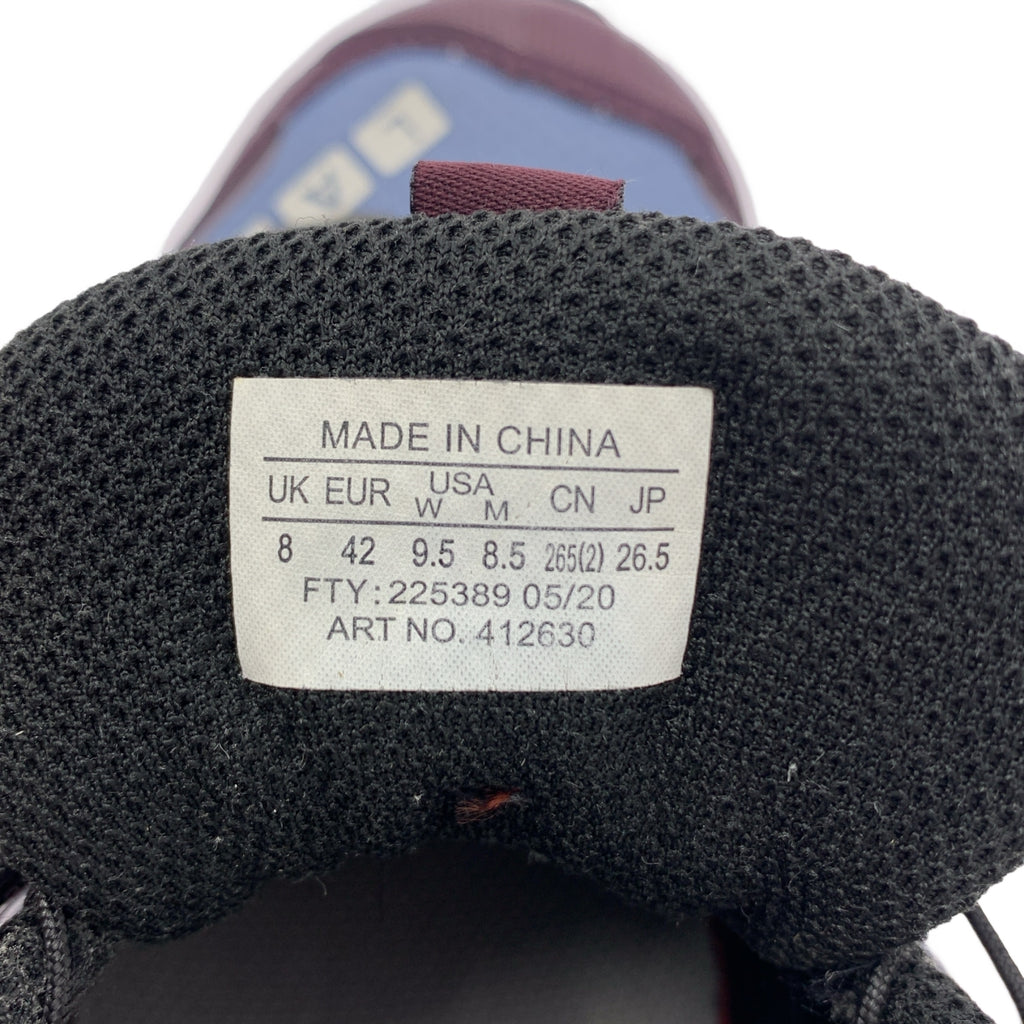 L
A
MADE IN CHINA
UK EUR USA W M CN JP
8 42 9.5 8.5 265(2) 26.5
FTY: 225389 05/20
ART NO. 412630